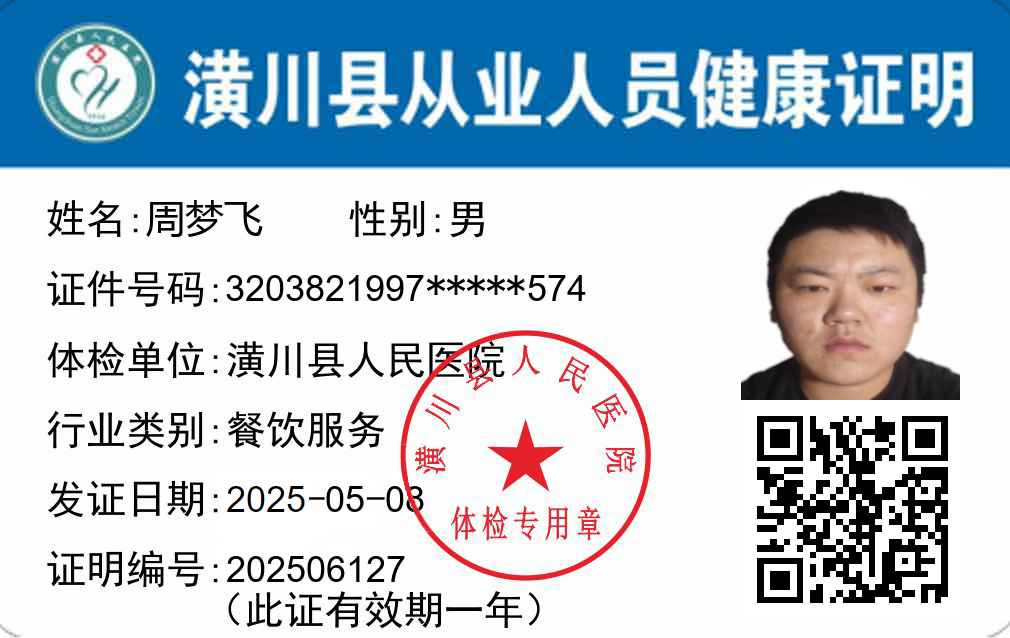 潢川县从业人员健康证明
姓名:周梦飞 性别:男
证件号码:3203821997*****574
体检单位:潢川县人民医院
行业类别:餐饮服务
发证日期:2025-05-08
证明编号:202506127
（此证有效期一年）
潢川县人民医院
体检专用章